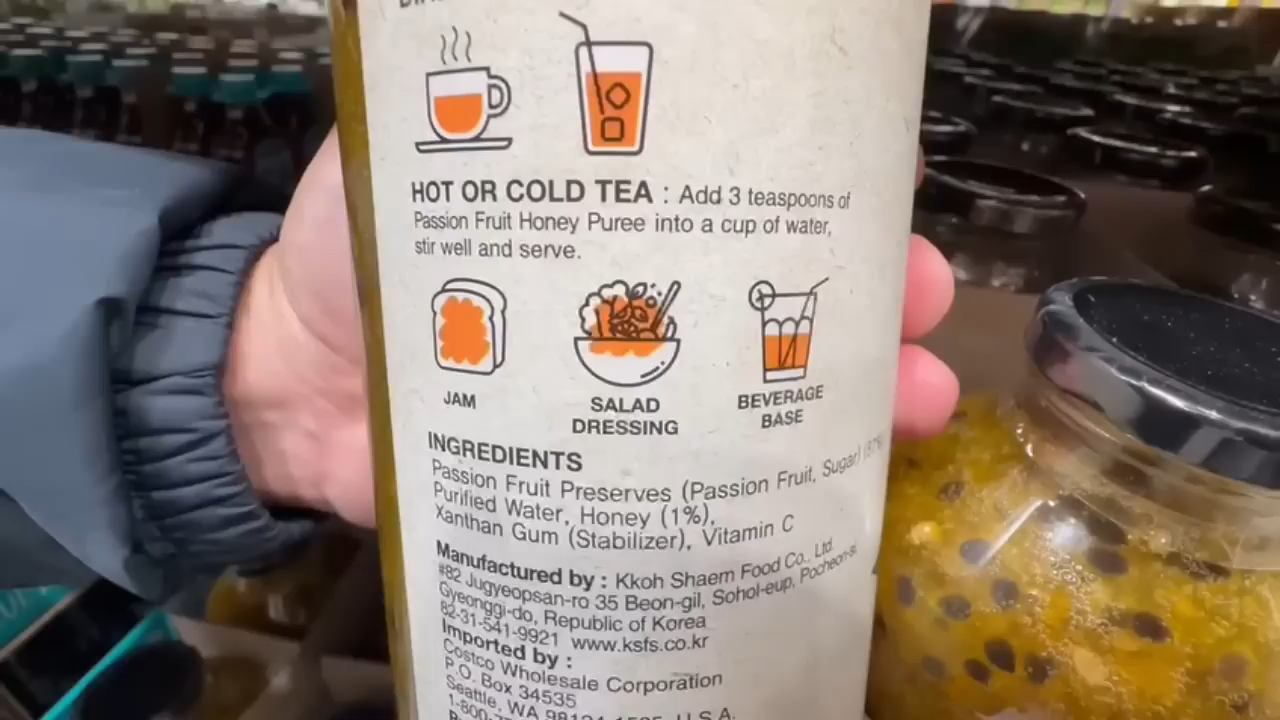 HOT OR COLD TEA : Add 3 teaspoons of
Passion Fruit Honey Puree into a cup of water,
stir well and serve.
JAM
SALAD
DRESSING
BEVERAGE
BASE
INGREDIENTS
Passion Fruit Preserves (Passion Fruit, Sugar)
Purified Water, Honey (1%),
Xanthan Gum (Stabilizer), Vitamin C
Manufactured by : Kkoh Shaem Food Co., Ltd.
#82 Jugyeopsan-ro 35 Beon-gil, Sohol-eup, Pocheon-si,
Gyeonggi-do, Republic of Korea
82-31-541-9921 www.ksfs.co.kr
Imported by :
Costco Wholesale Corporation
P.O. Box 34535
Seattle, WA 98124 U.S.A.
1-800-